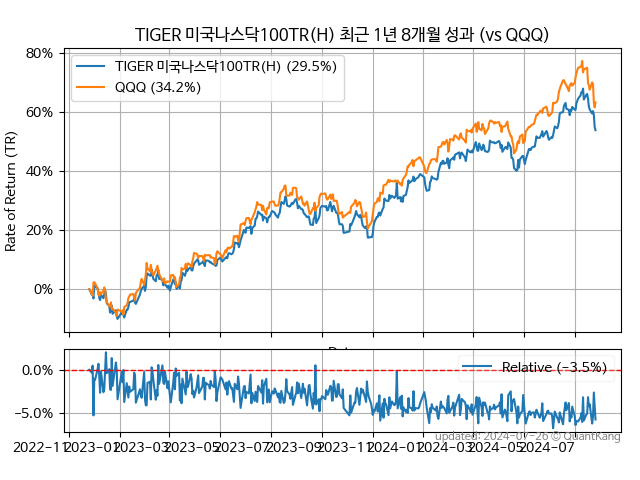 TIGER 미국나스닥100TR(H) 최근 1년 8개월 성과 (vs QQQ)
80%
TIGER 미국나스닥100TR(H) (29.5%)
QQQ (34.2%)
60%
40%
20%
0%
Rate of Return (TR)
0.0%
Relative (−3.5%)
−5.0%
2022-11 2023-01 2023-03 2023-05 2023-07 2023-09 2023-11 2024-01 2024-03 2024-05 2024-07
updated: 2024-07-26 © QuantKang